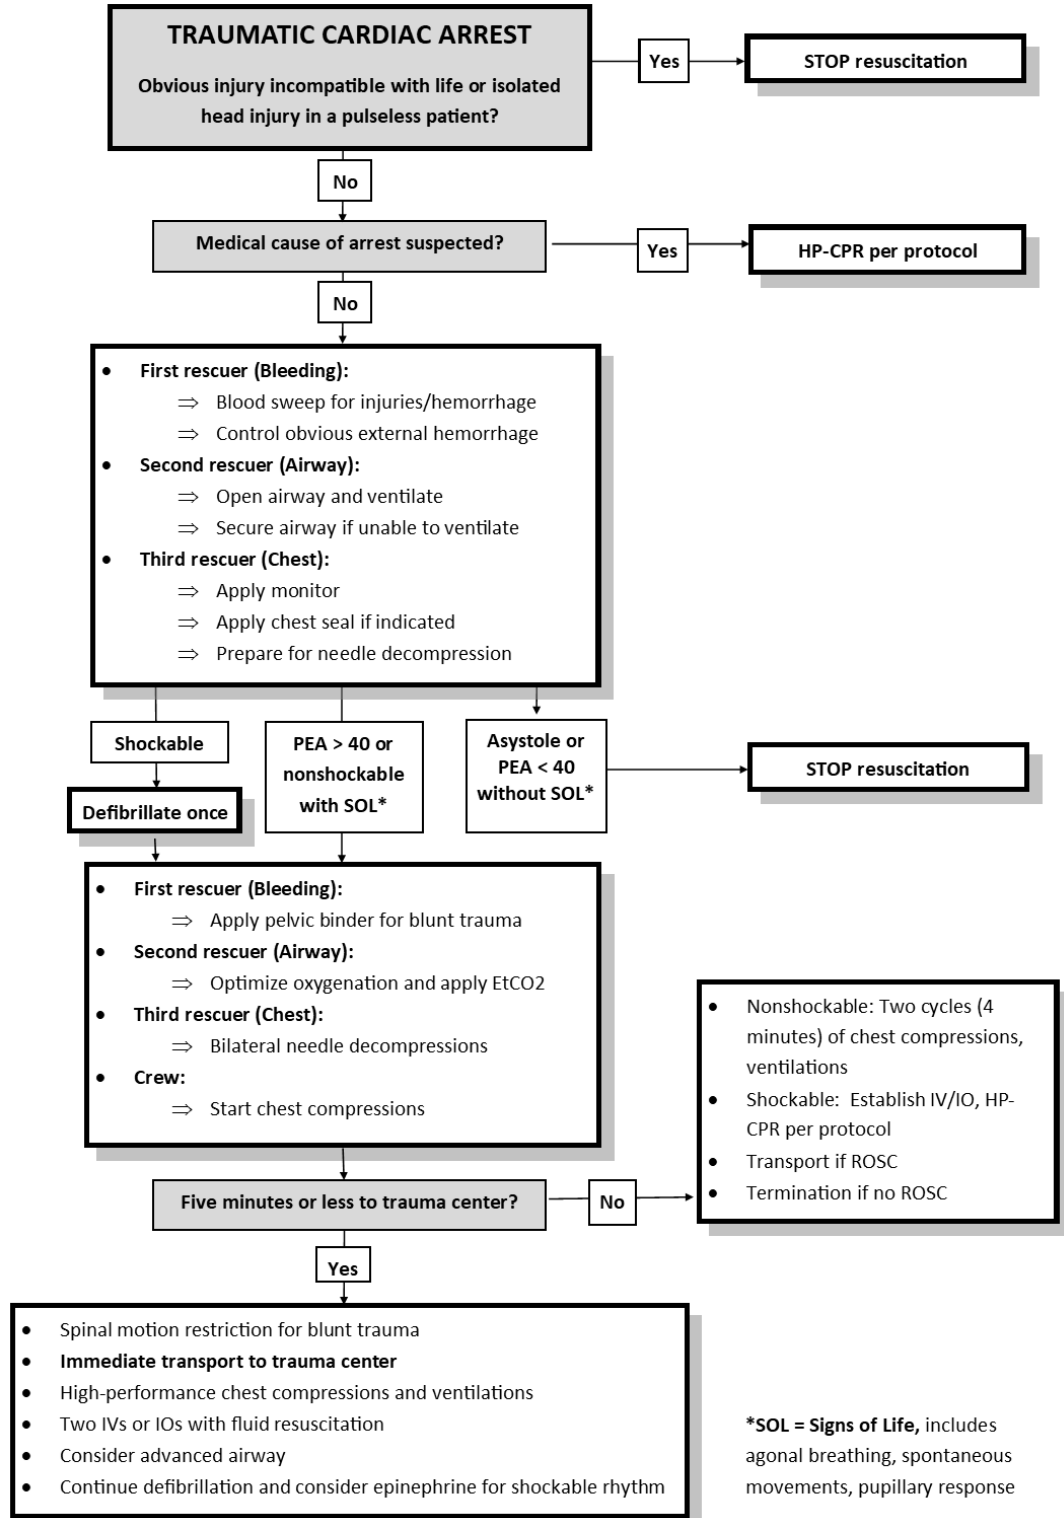 TRAUMATIC CARDIAC ARREST
Obvious injury incompatible with life or isolated
head injury in a pulseless patient?
Yes
STOP resuscitation
No
Medical cause of arrest suspected?
Yes
HP-CPR per protocol
No
• First rescuer (Bleeding):
⇒ Blood sweep for injuries/hemorrhage
⇒ Control obvious external hemorrhage
• Second rescuer (Airway):
⇒ Open airway and ventilate
⇒ Secure airway if unable to ventilate
• Third rescuer (Chest):
⇒ Apply monitor
⇒ Apply chest seal if indicated
⇒ Prepare for needle decompression
Shockable
Defibrillate once
PEA > 40 or
nonshockable
with SOL*
Asystole or
PEA < 40
without SOL*
STOP resuscitation
• First rescuer (Bleeding):
⇒ Apply pelvic binder for blunt trauma
• Second rescuer (Airway):
⇒ Optimize oxygenation and apply EtCO2
• Third rescuer (Chest):
⇒ Bilateral needle decompressions
• Crew:
⇒ Start chest compressions
Five minutes or less to trauma center?
No
• Nonshockable: Two cycles (4
minutes) of chest compressions,
ventilations
• Shockable: Establish IV/IO, HP-
CPR per protocol
• Transport if ROSC
• Termination if no ROSC
Yes
• Spinal motion restriction for blunt trauma
• Immediate transport to trauma center
• High-performance chest compressions and ventilations
• Two IVs or IOs with fluid resuscitation
• Consider advanced airway
• Continue defibrillation and consider epinephrine for shockable rhythm
*SOL = Signs of Life, includes
agonal breathing, spontaneous
movements, pupillary response